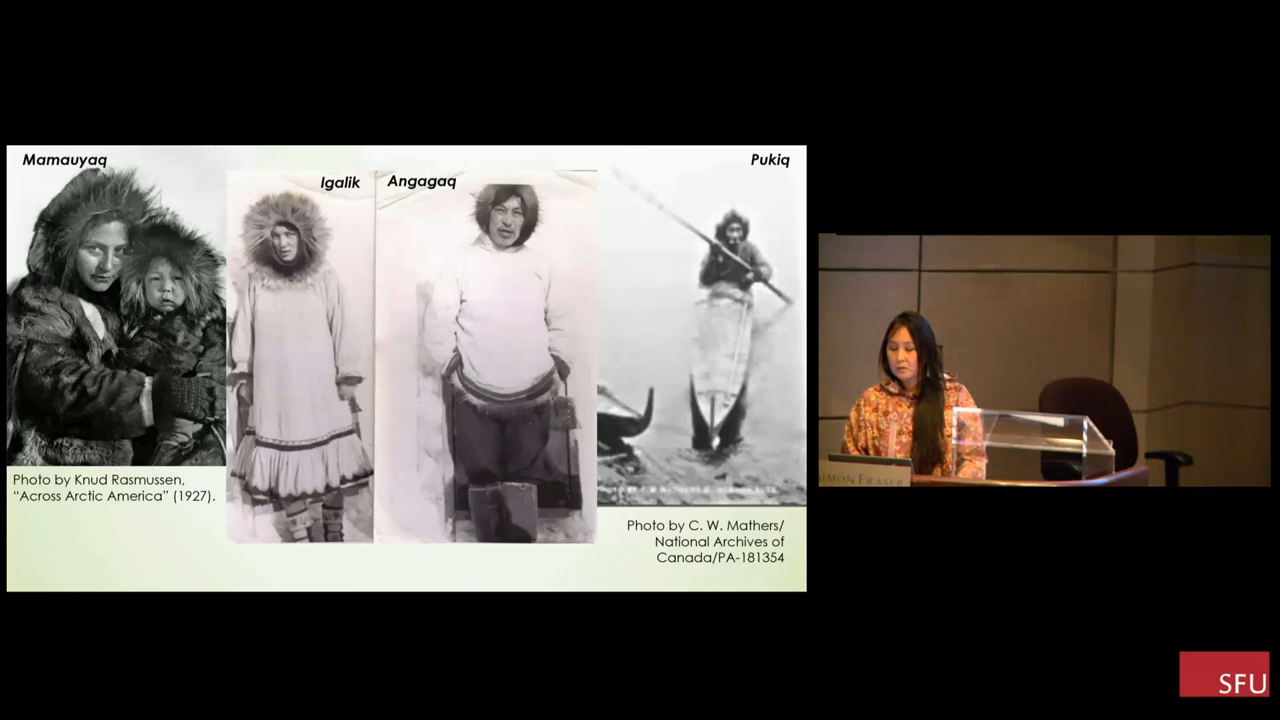 Mamauyaq
Igalik
Angagaq
Pukiq
Photo by Knud Rasmussen,
“Across Arctic America” (1927).
Photo by C. W. Mathers/
National Archives of
Canada/PA-181354
SIMON FRASER
SFU